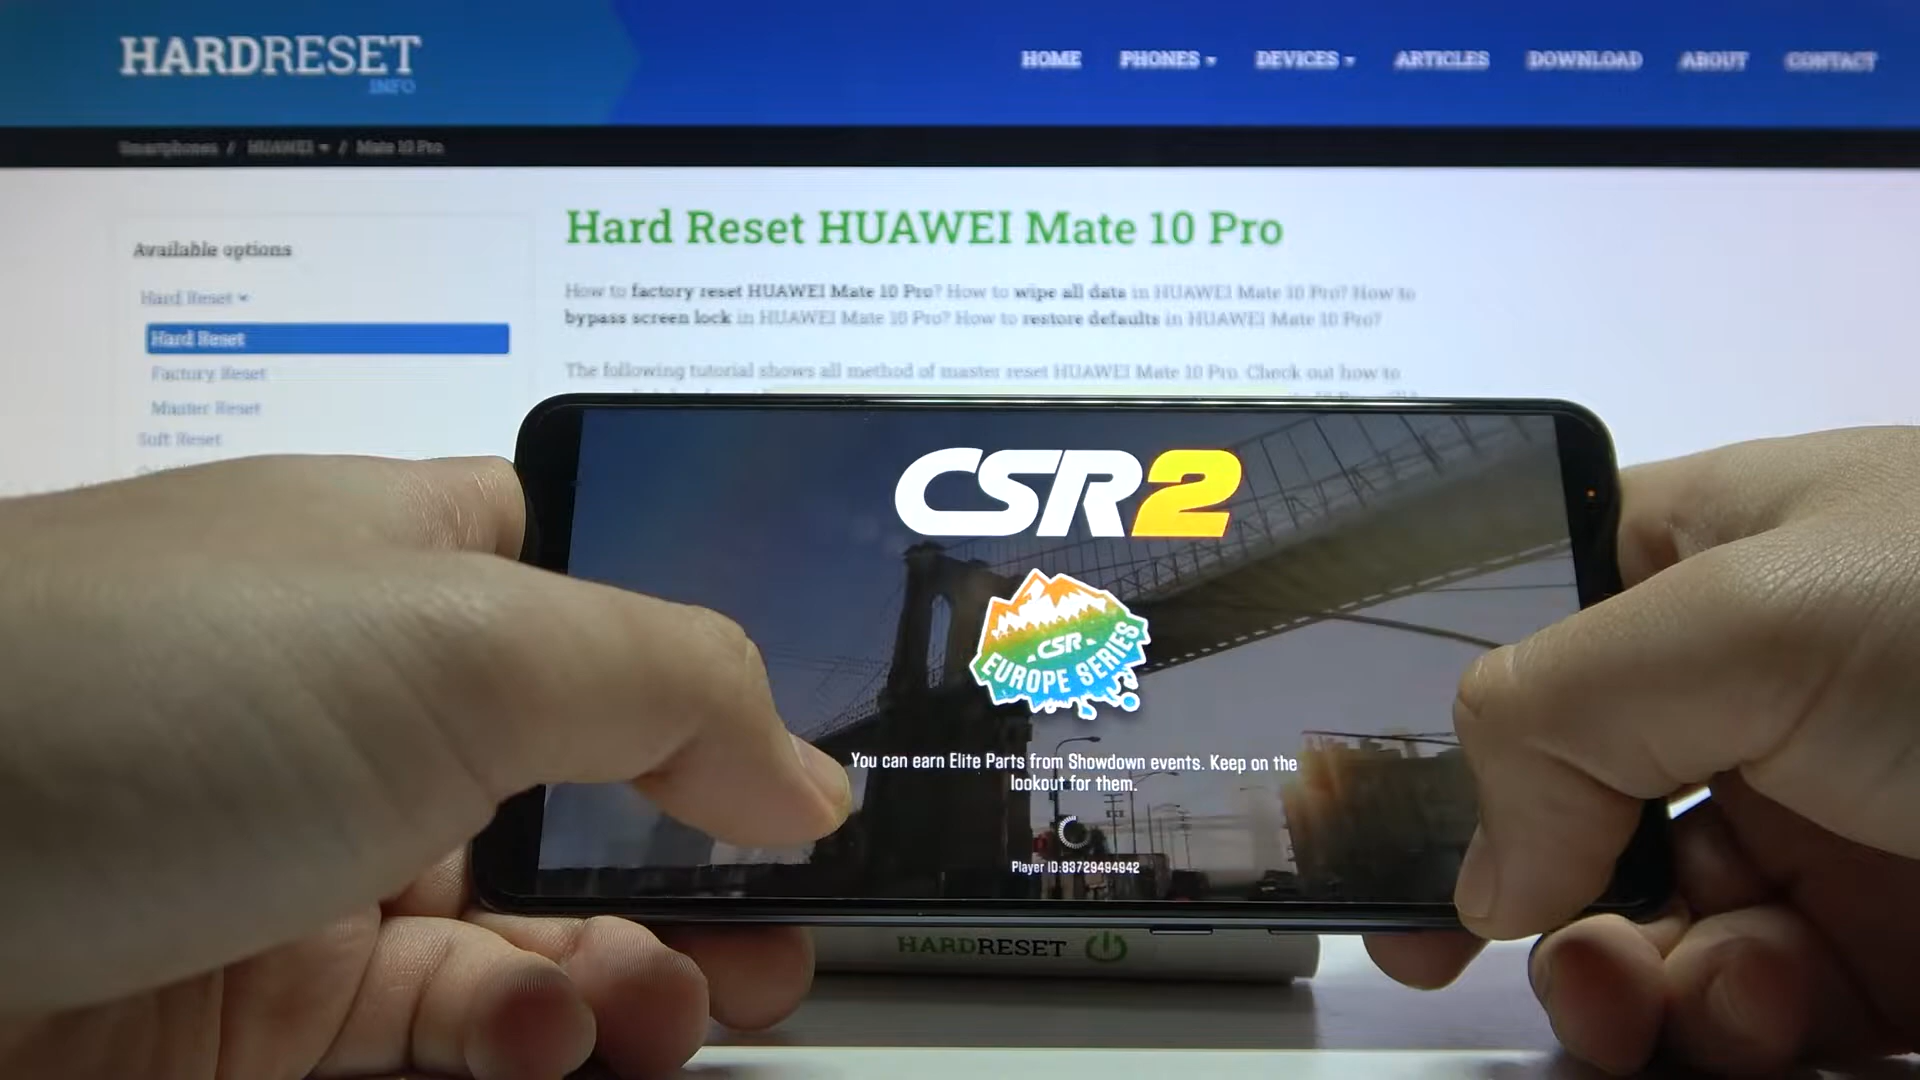 HARDRESET
.INFO
HOME PHONES DEVICES ARTICLES DOWNLOAD ABOUT CONTACT
Smartphones / HUAWEI / Mate 10 Pro
Available options
Hard Reset
Hard Reset
Factory Reset
Master Reset
Soft Reset
Hard Reset HUAWEI Mate 10 Pro
How to factory reset HUAWEI Mate 10 Pro? How to wipe all data in HUAWEI Mate 10 Pro? How to
bypass screen lock in HUAWEI Mate 10 Pro? How to restore defaults in HUAWEI Mate 10 Pro?
The following tutorial shows all method of master reset HUAWEI Mate 10 Pro. Check out how to
CSR2
CSR
EUROPE SERIES
You can earn Elite Parts from Showdown events. Keep on the
lookout for them.
Player ID:83729494942
HARDRESET